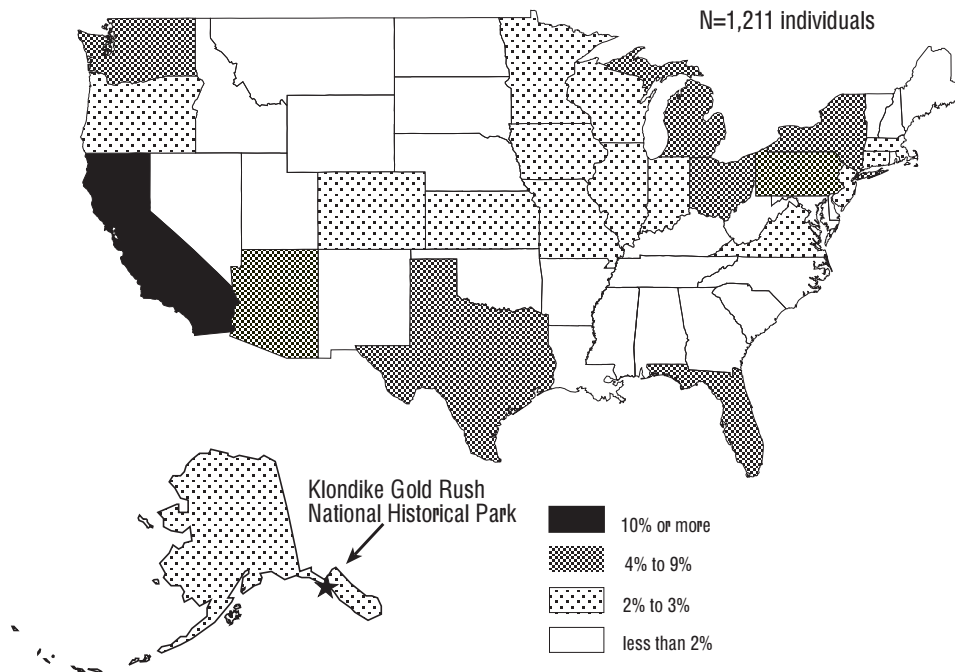 N=1,211 individuals
Klondike Gold Rush
National Historical Park
10% or more
4% to 9%
2% to 3%
less than 2%